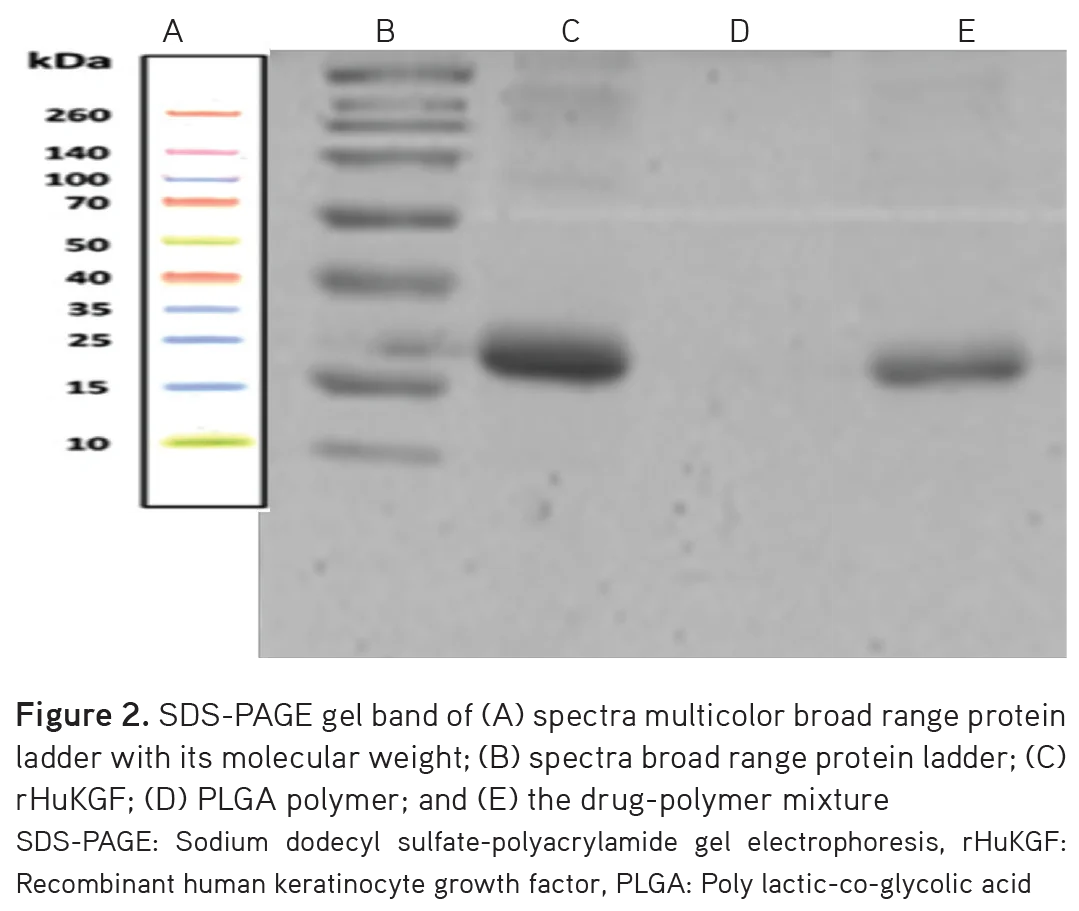 A B C D E
kDa
260
140
100
70
50
40
35
25
15
10
Figure 2. SDS-PAGE gel band of (A) spectra multicolor broad range protein
ladder with its molecular weight; (B) spectra broad range protein ladder; (C)
rHuKGF; (D) PLGA polymer; and (E) the drug-polymer mixture
SDS-PAGE: Sodium dodecyl sulfate-polyacrylamide gel electrophoresis, rHuKGF:
Recombinant human keratinocyte growth factor, PLGA: Poly lactic-co-glycolic acid